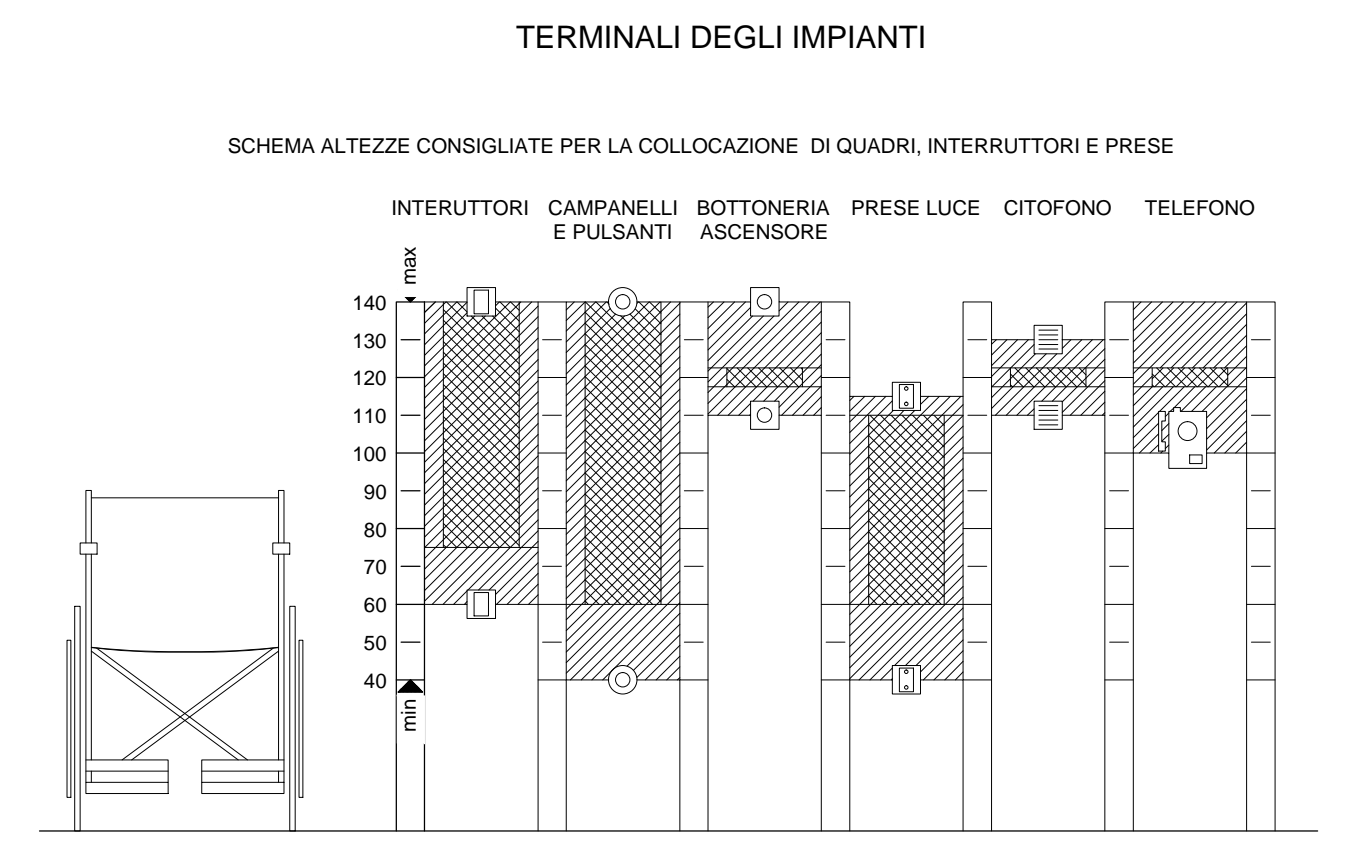 TERMINALI DEGLI IMPIANTI
SCHEMA ALTEZZE CONSIGLIATE PER LA COLLOCAZIONE DI QUADRI, INTERRUTTORI E PRESE
INTERUTTORI
CAMPANELLI
E PULSANTI
BOTTONERIA
ASCENSORE
PRESE LUCE
CITOFONO
TELEFONO
max
140
130
120
110
100
90
80
70
60
50
40
min